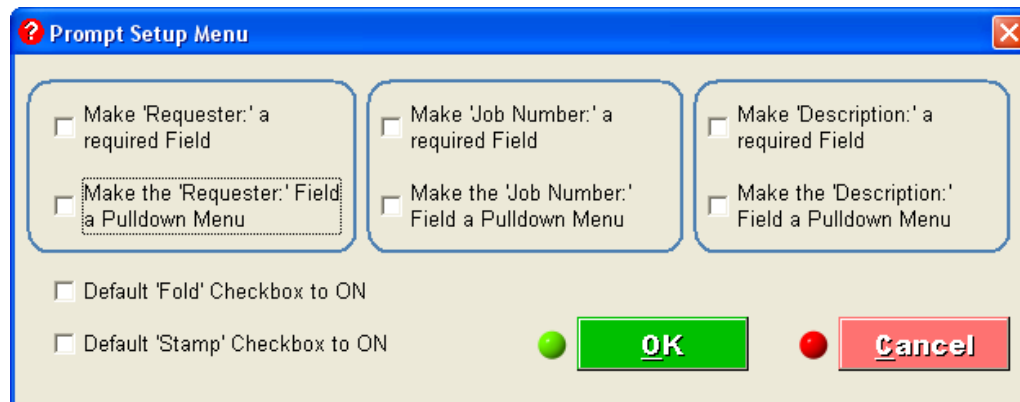 Prompt Setup Menu
Make 'Requester:' a
required Field
Make the 'Requester:' Field
a Pulldown Menu
Make 'Job Number:' a
required Field
Make the 'Job Number:'
Field a Pulldown Menu
Make 'Description:' a
required Field
Make the 'Description:'
Field a Pulldown Menu
Default 'Fold' Checkbox to ON
Default 'Stamp' Checkbox to ON
OK
Cancel